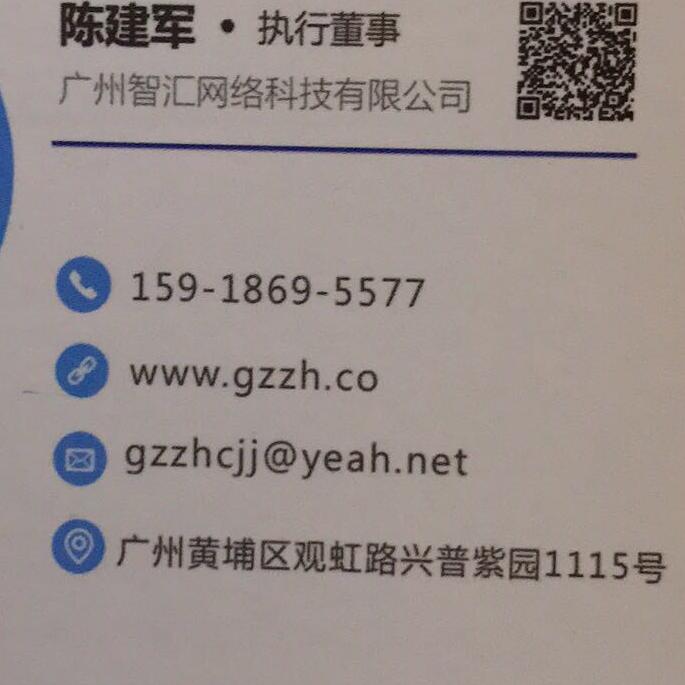 陈建军 • 执行董事
广州智汇网络科技有限公司
159-1869-5577
www.gzzh.co
gzzhcjj@yeah.net
广州黄埔区观虹路兴普紫园1115号